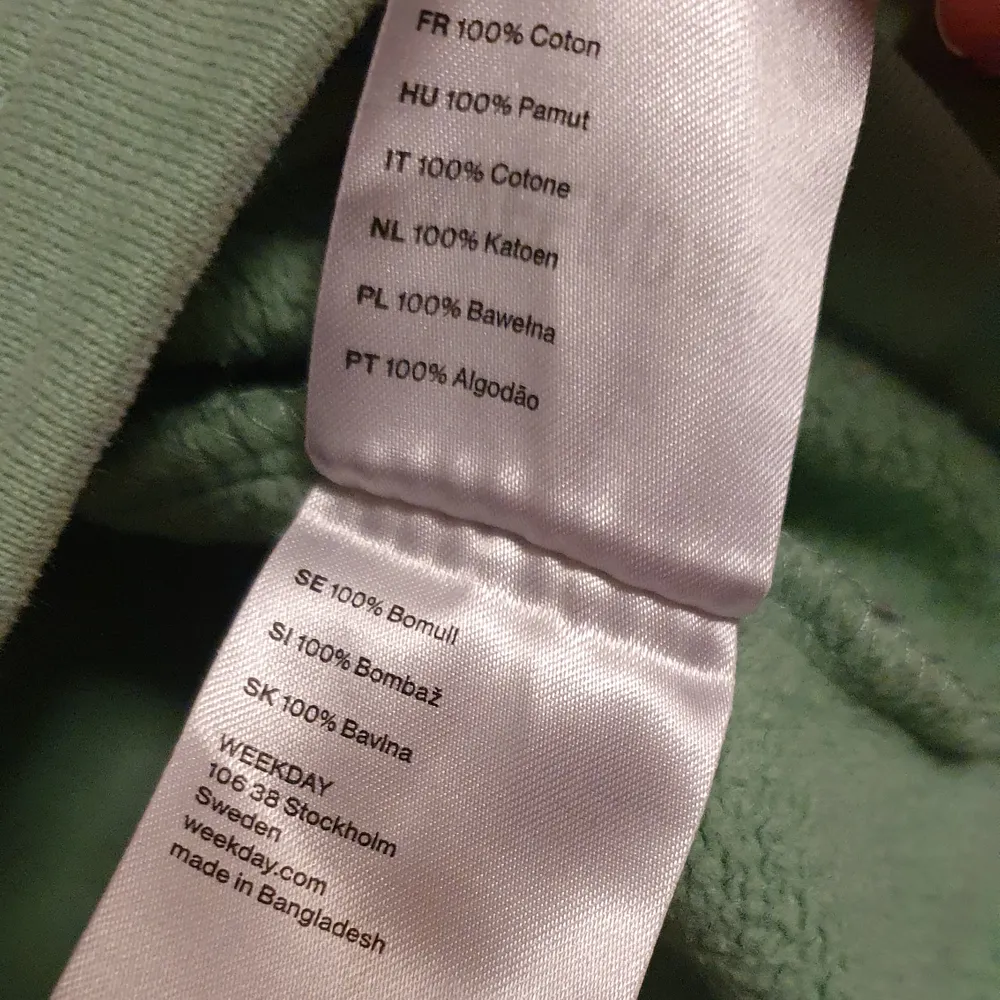 FR 100% Coton
HU 100% Pamut
IT 100% Cotone
NL 100% Katoen
PL 100% Bawełna
PT 100% Algodão
SE 100% Bomull
SI 100% Bombaž
SK 100% Bavlna
WEEKDAY
106 38 Stockholm
Sweden
weekday.com
made in Bangladesh